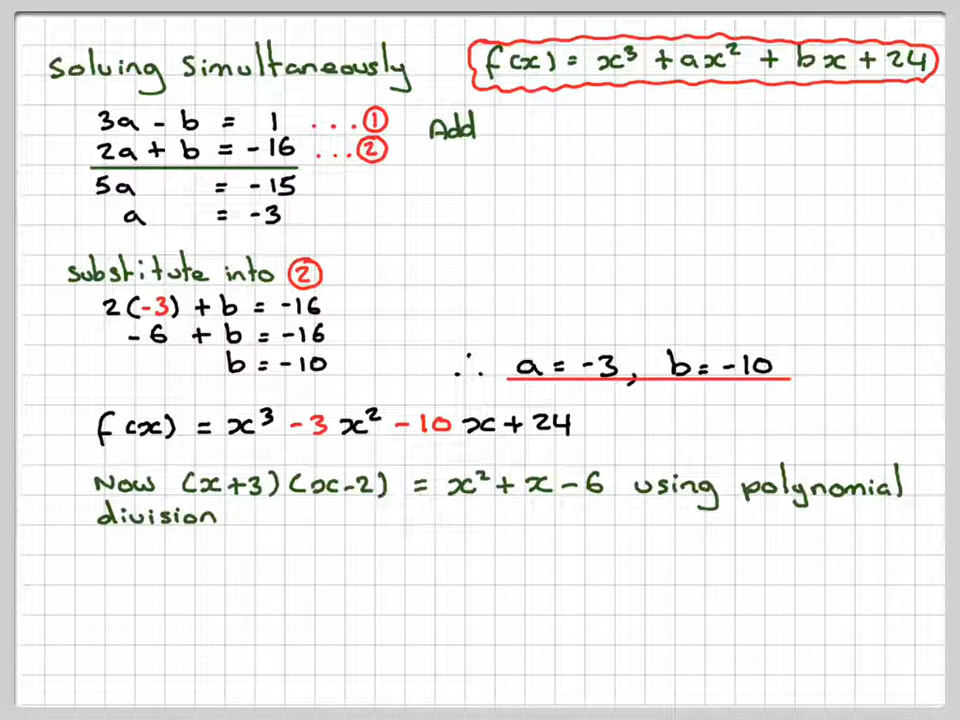 Solving Simultaneously
f(x) = x³ + ax² + bx + 24
3a - b = 1 ...①
Add
2a + b = -16 ...②
5a = -15
a = -3
substitute into ②
2(-3) + b = -16
-6 + b = -16
b = -10
∴ a = -3, b = -10
f(x) = x³ -3x² -10x + 24
Now (x+3)(x-2) = x² + x - 6 using polynomial
division